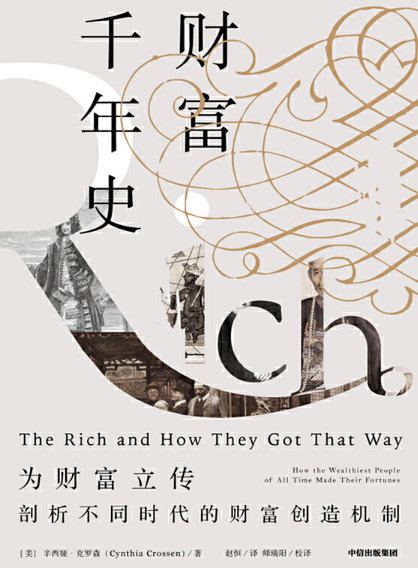 财富
千年史
Rich
The Rich and How They Got That Way
为财富立传
How the Wealthiest People
of All Time Made Their Fortunes
剖析不同时代的财富创造机制
[美] 辛西娅·克罗森 (Cynthia Crossen) / 著
赵恒 / 译 师瑞阳 / 校译
中信出版集团